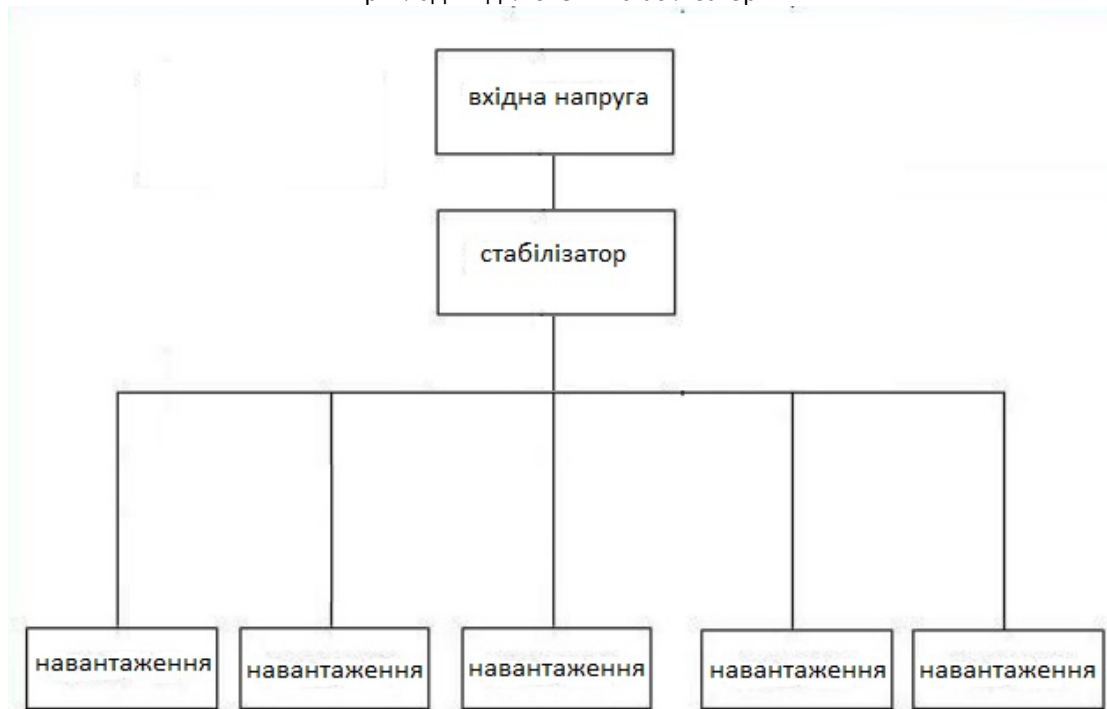 вхідна напруга
стабілізатор
навантаження
навантаження
навантаження
навантаження
навантаження